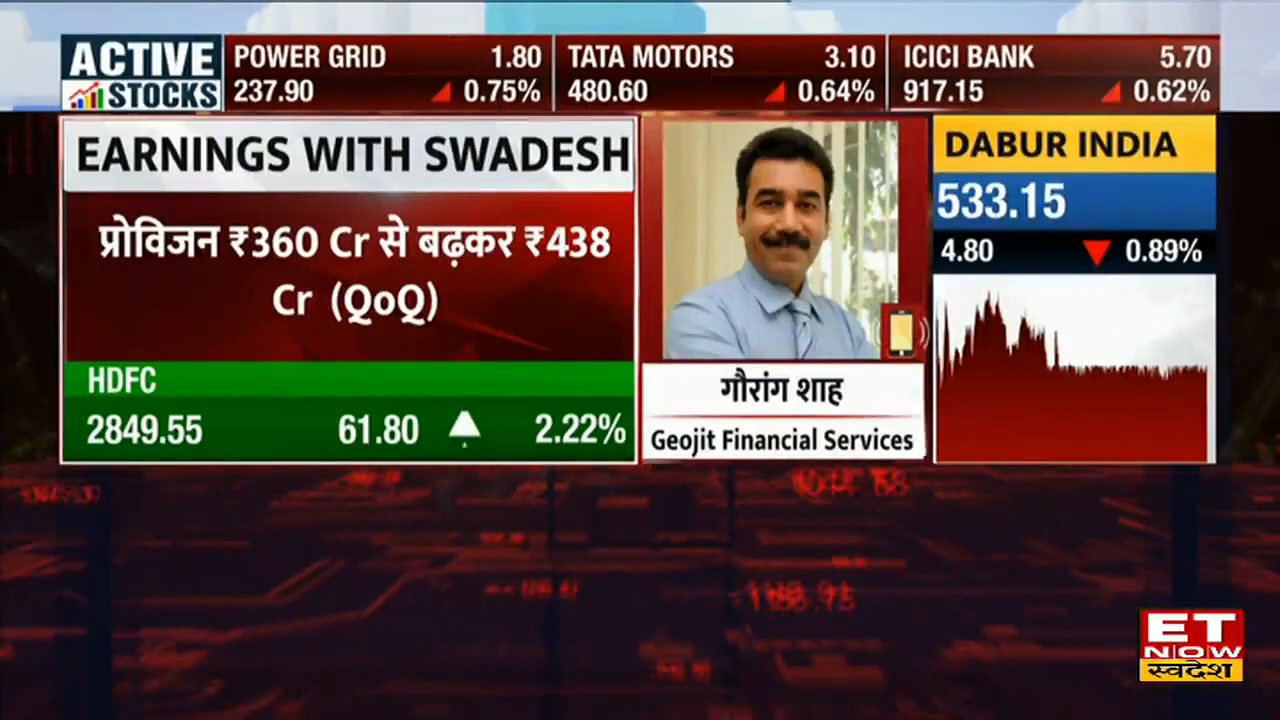 ACTIVE STOCKS
POWER GRID 1.80
237.90 0.75%
TATA MOTORS 3.10
480.60 0.64%
ICICI BANK 5.70
917.15 0.62%
EARNINGS WITH SWADESH
प्रोविजन ₹360 Cr से बढ़कर ₹438
Cr (QoQ)
HDFC
2849.55 61.80 2.22%
गौरांग शाह
Geojit Financial Services
DABUR INDIA
533.15
4.80 0.89%
ET
NOW
स्वदेश